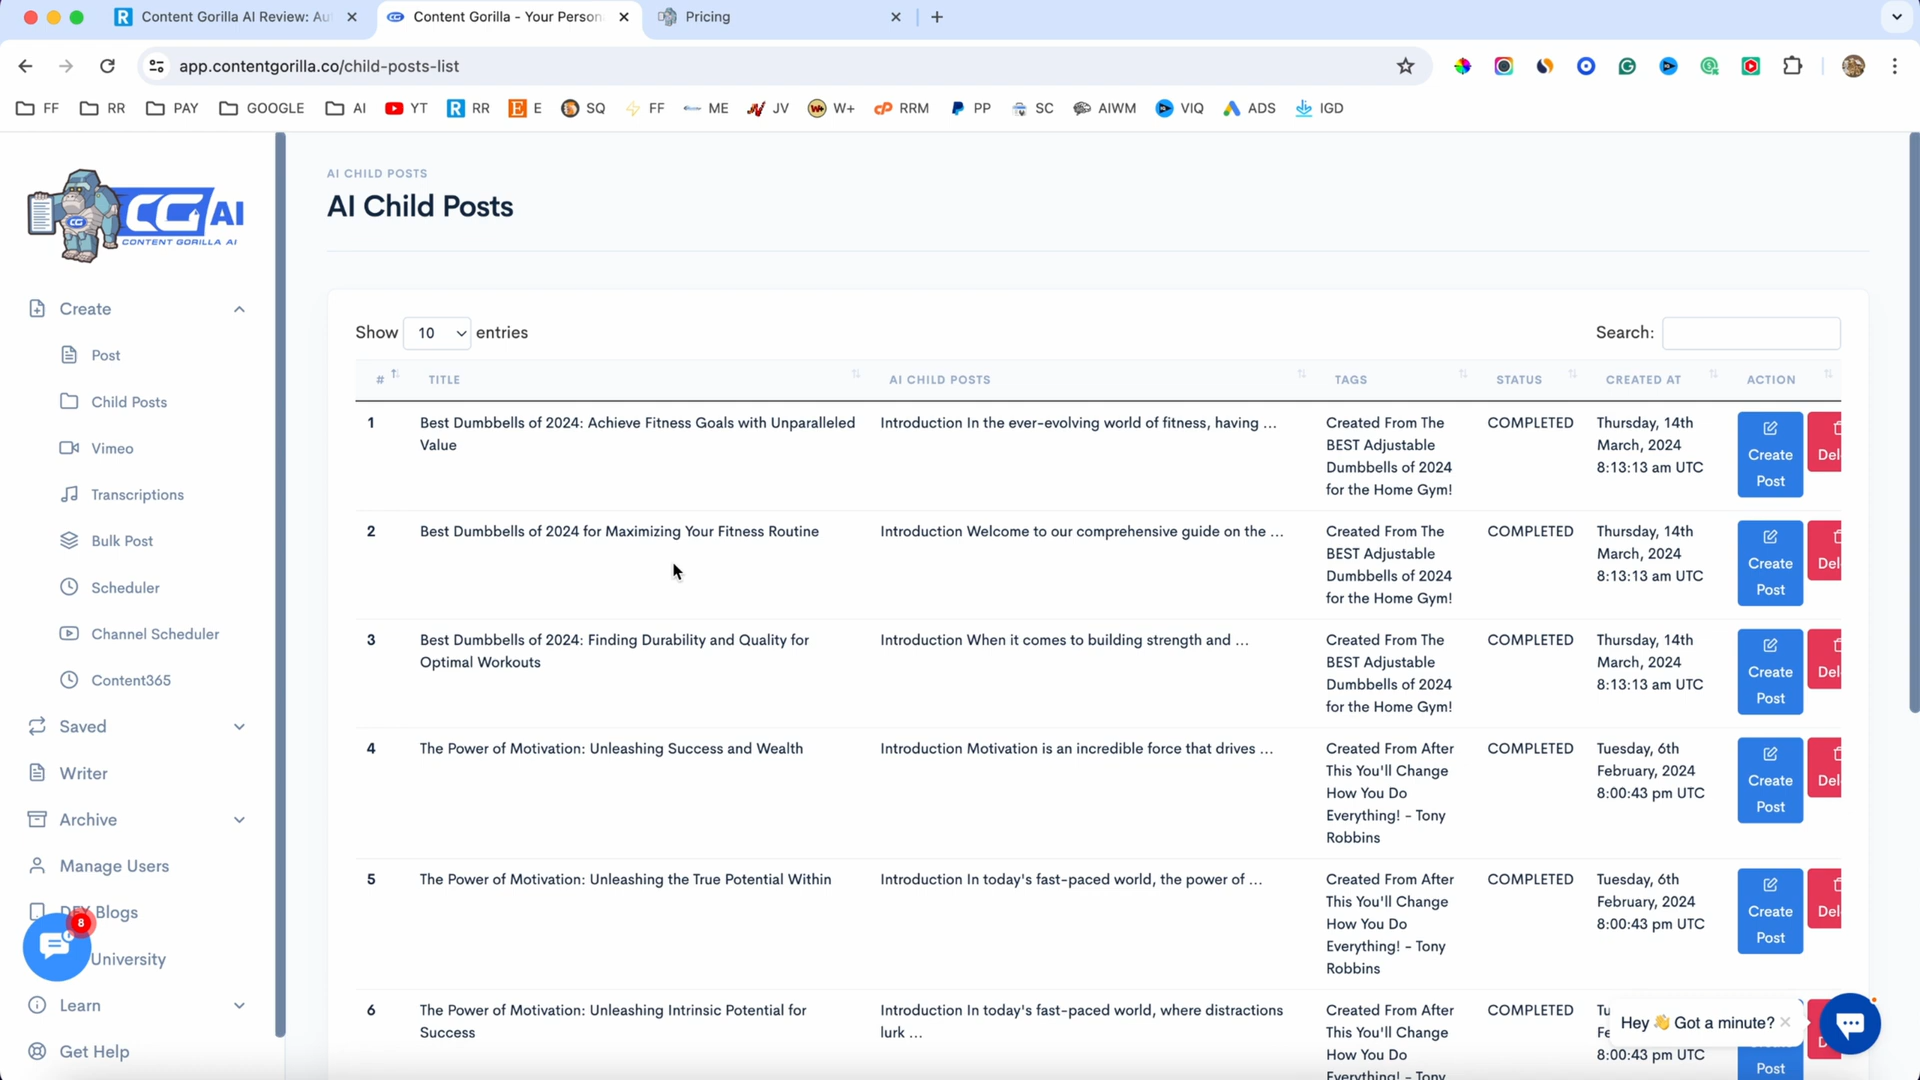 Content Gorilla AI Review: Au
Content Gorilla - Your Person
Pricing
app.contentgorilla.co/child-posts-list
FF
RR
PAY
GOOGLE
AI
YT
RR
E
SQ
FF
ME
JV
W+
RRM
PP
SC
AIWM
VIQ
ADS
IGD
CG AI
CONTENT GORILLA AI
Create
Post
Child Posts
Vimeo
Transcriptions
Bulk Post
Scheduler
Channel Scheduler
Content365
Saved
Writer
Archive
Manage Users
Blogs
8
University
Learn
Get Help
AI CHILD POSTS
AI Child Posts
Show 10 entries
Search:
# TITLE AI CHILD POSTS TAGS STATUS CREATED AT ACTION
1
Best Dumbbells of 2024: Achieve Fitness Goals with Unparalleled
Value
Introduction In the ever-evolving world of fitness, having ...
Created From The
BEST Adjustable
Dumbbells of 2024
for the Home Gym!
COMPLETED
Thursday, 14th
March, 2024
8:13:13 am UTC
Create
Post
Del
2
Best Dumbbells of 2024 for Maximizing Your Fitness Routine
Introduction Welcome to our comprehensive guide on the ...
Created From The
BEST Adjustable
Dumbbells of 2024
for the Home Gym!
COMPLETED
Thursday, 14th
March, 2024
8:13:13 am UTC
Create
Post
Del
3
Best Dumbbells of 2024: Finding Durability and Quality for
Optimal Workouts
Introduction When it comes to building strength and ...
Created From The
BEST Adjustable
Dumbbells of 2024
for the Home Gym!
COMPLETED
Thursday, 14th
March, 2024
8:13:13 am UTC
Create
Post
Del
4
The Power of Motivation: Unleashing Success and Wealth
Introduction Motivation is an incredible force that drives ...
Created From After
This You'll Change
How You Do
Everything! - Tony
Robbins
COMPLETED
Tuesday, 6th
February, 2024
8:00:43 pm UTC
Create
Post
Del
5
The Power of Motivation: Unleashing the True Potential Within
Introduction In today's fast-paced world, the power of ...
Created From After
This You'll Change
How You Do
Everything! - Tony
Robbins
COMPLETED
Tuesday, 6th
February, 2024
8:00:43 pm UTC
Create
Post
Del
6
The Power of Motivation: Unleashing Intrinsic Potential for
Success
Introduction In today's fast-paced world, where distractions
lurk ...
Created From After
This You'll Change
How You Do
Everything! - Tony
COMPLETED
Tu
Fe
8:00:43 pm UTC
Post
D
Hey 👋 Got a minute?